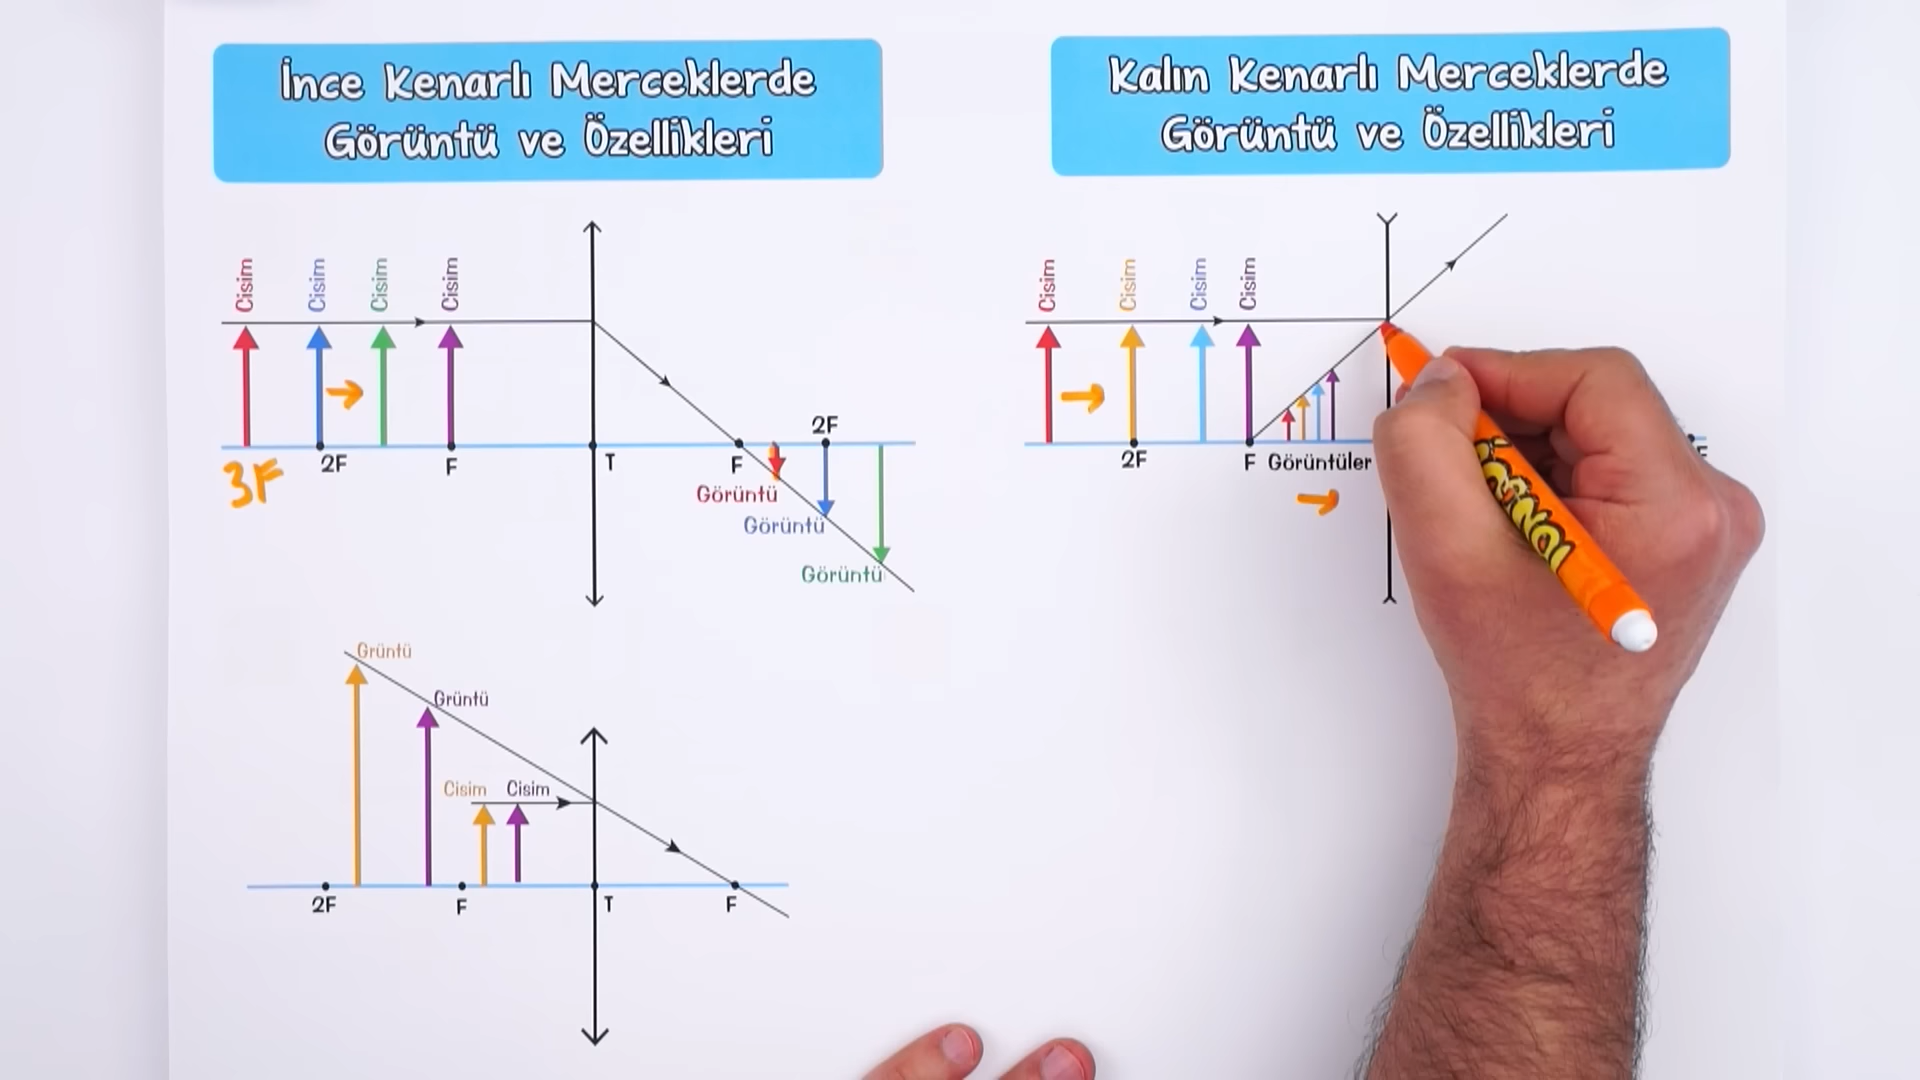 İnce Kenarlı Merceklerde
Görüntü ve Özellikleri
Cisim
Cisim
Cisim
Cisim
2F
3F
2F
F
T
F
Görüntü
Görüntü
Görüntü
Grüntü
Grüntü
Cisim
Cisim
2F
F
T
F
Kalın Kenarlı Merceklerde
Görüntü ve Özellikleri
Cisim
Cisim
Cisim
Cisim
2F
F
Görüntüler